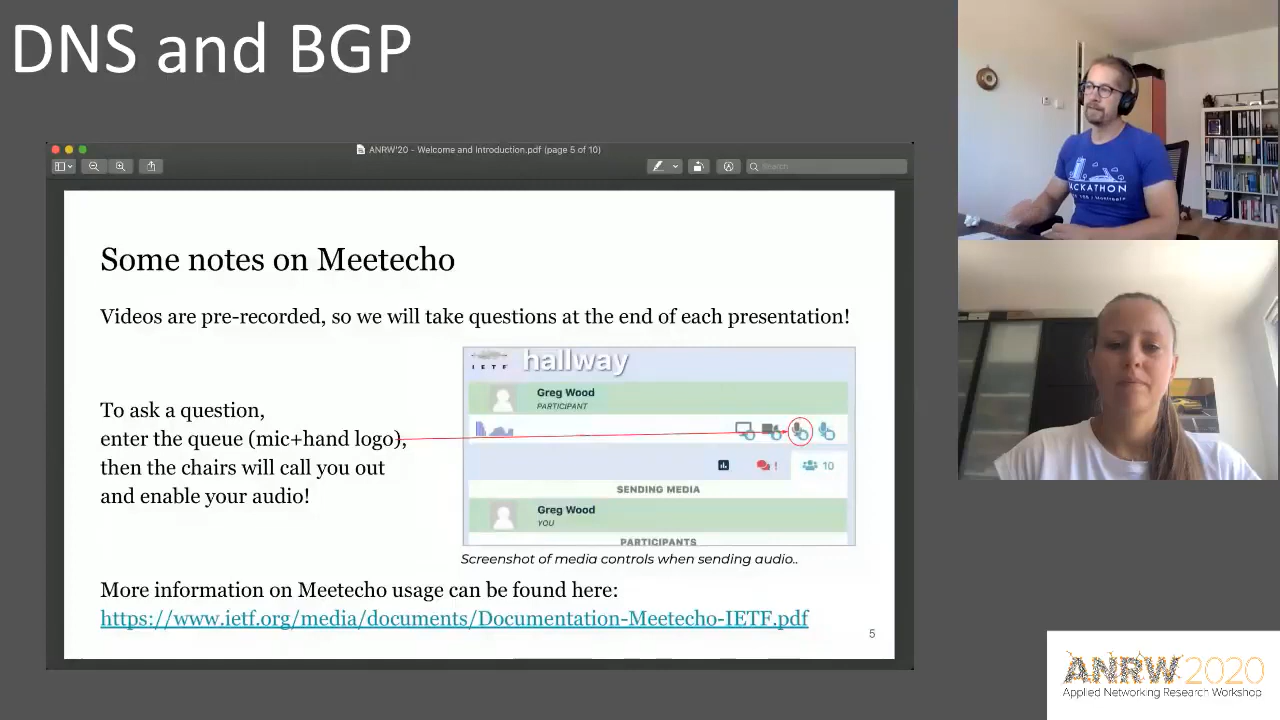 DNS and BGP
ANRW'20 - Welcome and Introduction.pdf (page 5 of 10)
Search
Some notes on Meetecho
Videos are pre-recorded, so we will take questions at the end of each presentation!
To ask a question,
enter the queue (mic+hand logo),
then the chairs will call you out
and enable your audio!
IETF
hallway
Greg Wood
PARTICIPANT
!
10
SENDING MEDIA
Greg Wood
YOU
PARTICIPANTS
Screenshot of media controls when sending audio..
More information on Meetecho usage can be found here:
https://www.ietf.org/media/documents/Documentation-Meetecho-IETF.pdf
5
ANRW2020
Applied Networking Research Workshop